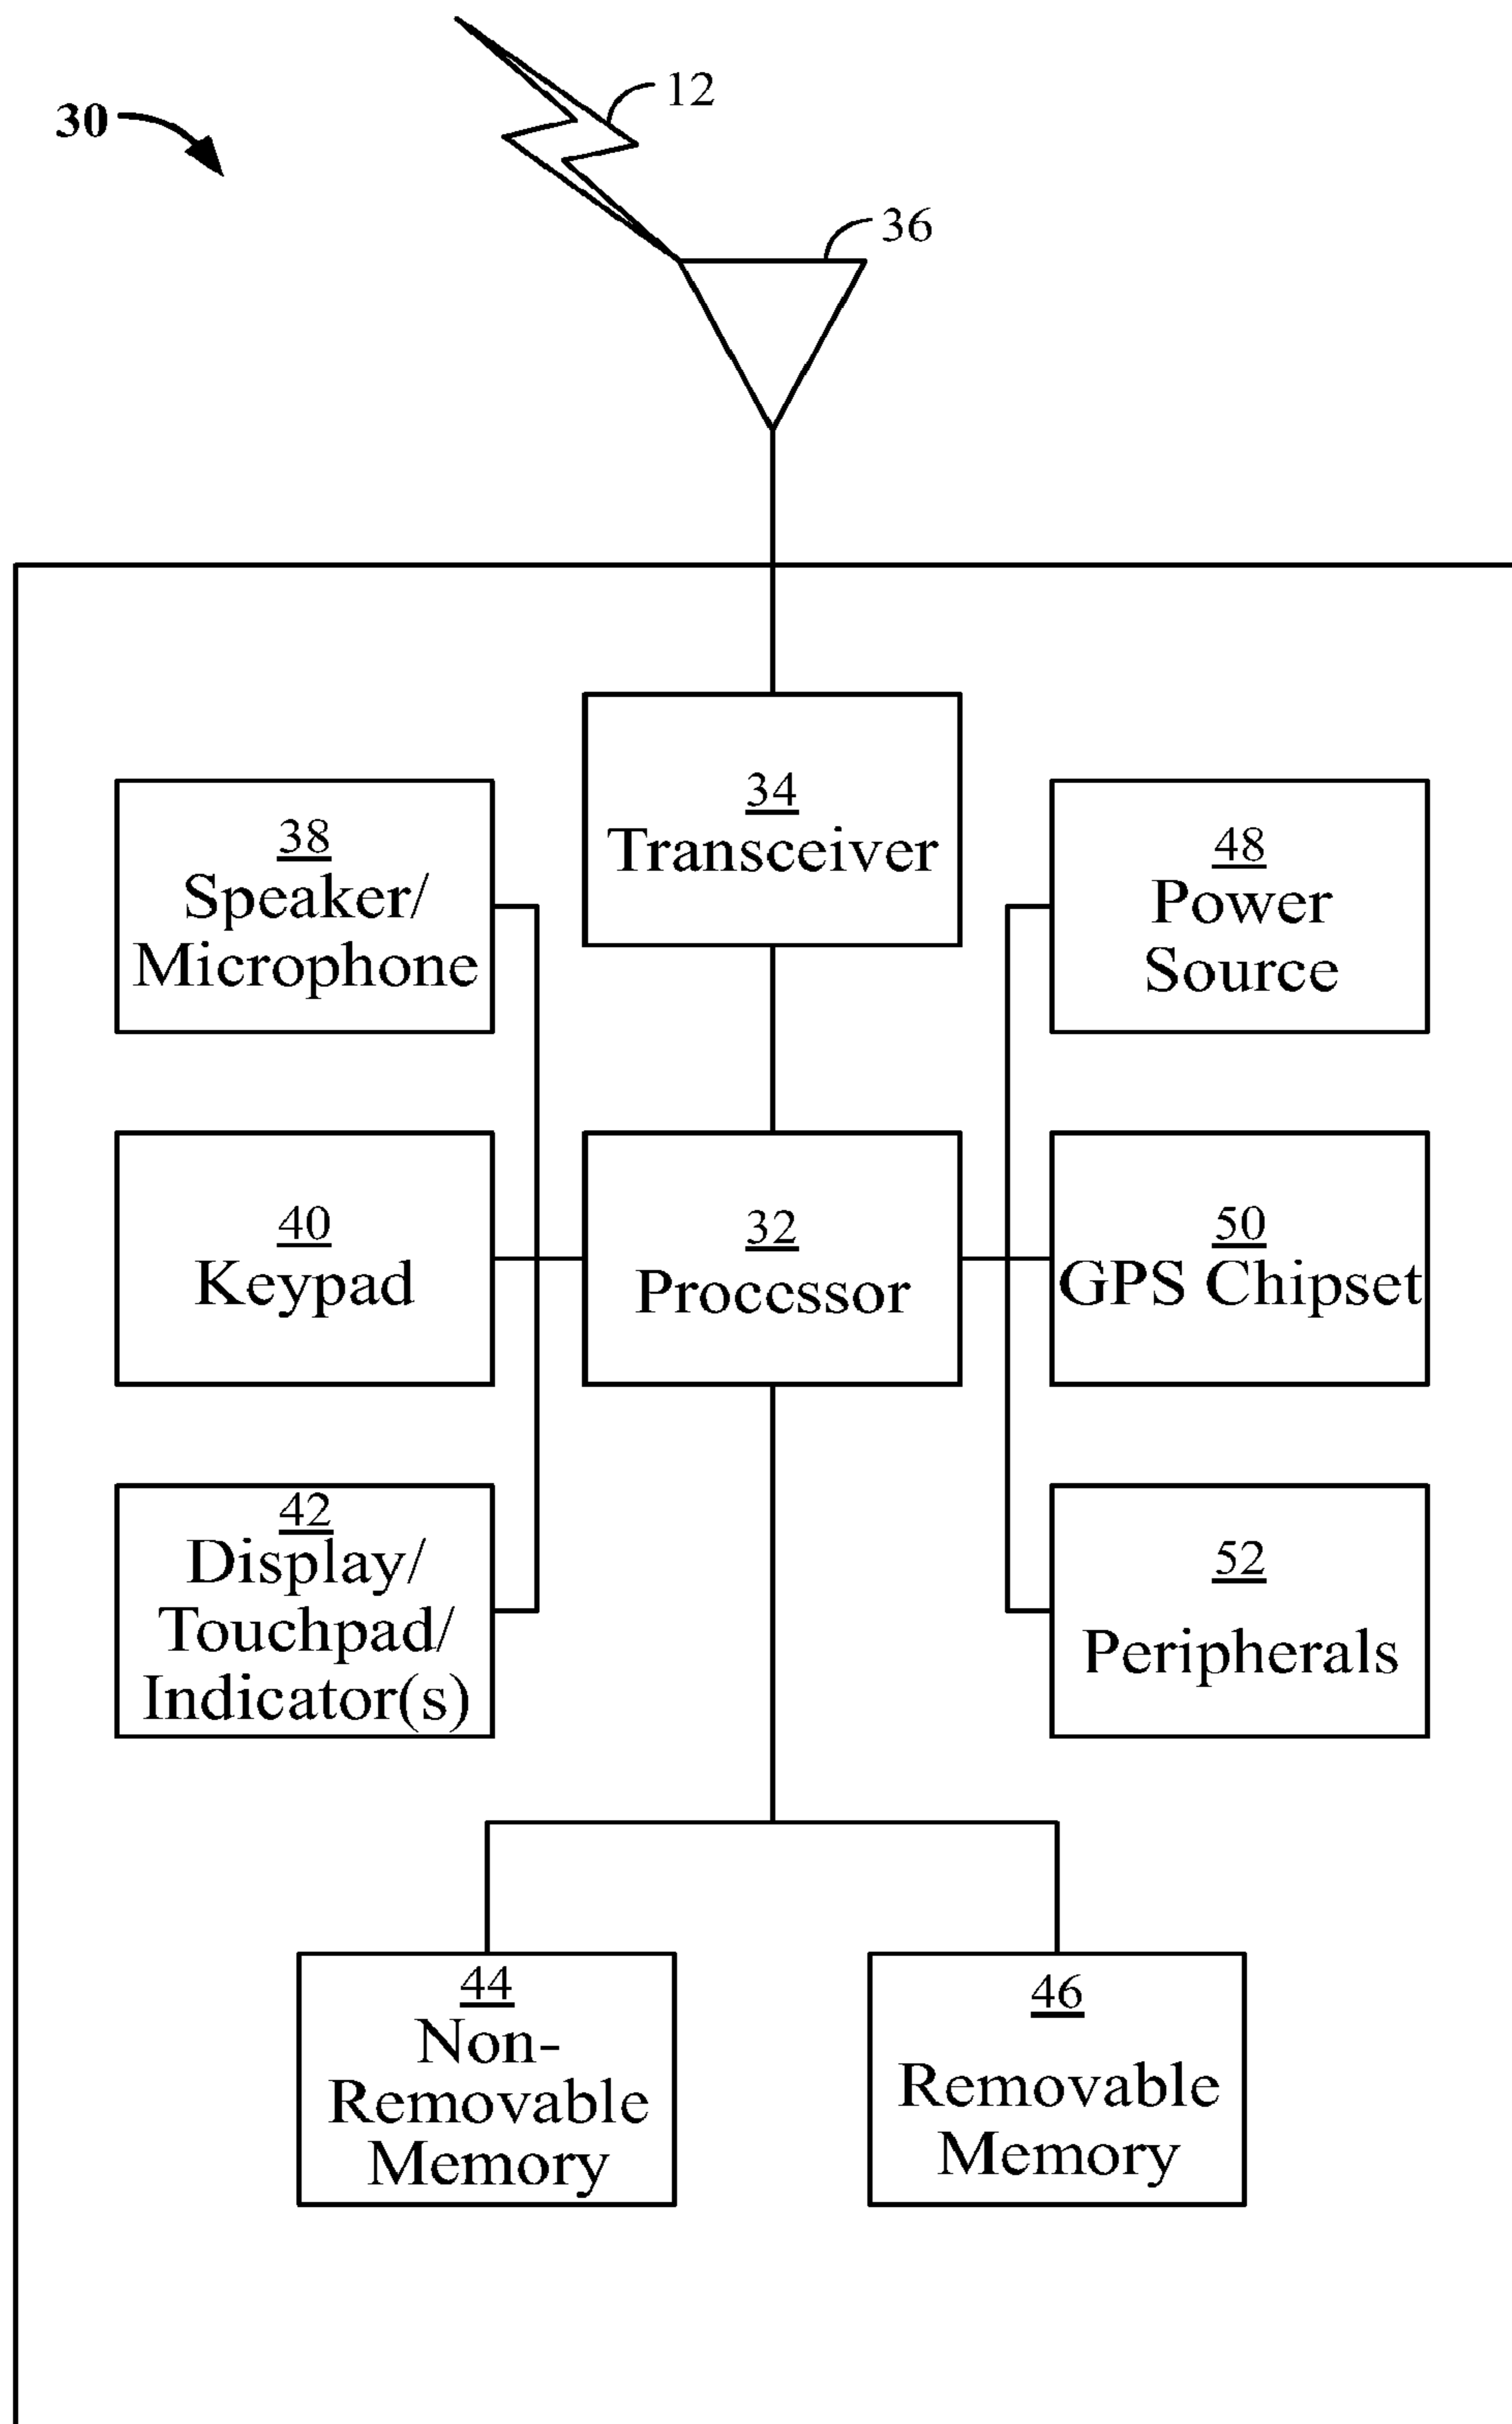 12
30
36
34
Transceiver
38
Speaker/
Microphone
48
Power
Source
40
Keypad
32
Proccssor
50
GPS Chipset
42
Display/
Touchpad/
Indicator(s)
52
Peripherals
44
Non-
Removable
Memory
46
Removable
Memory